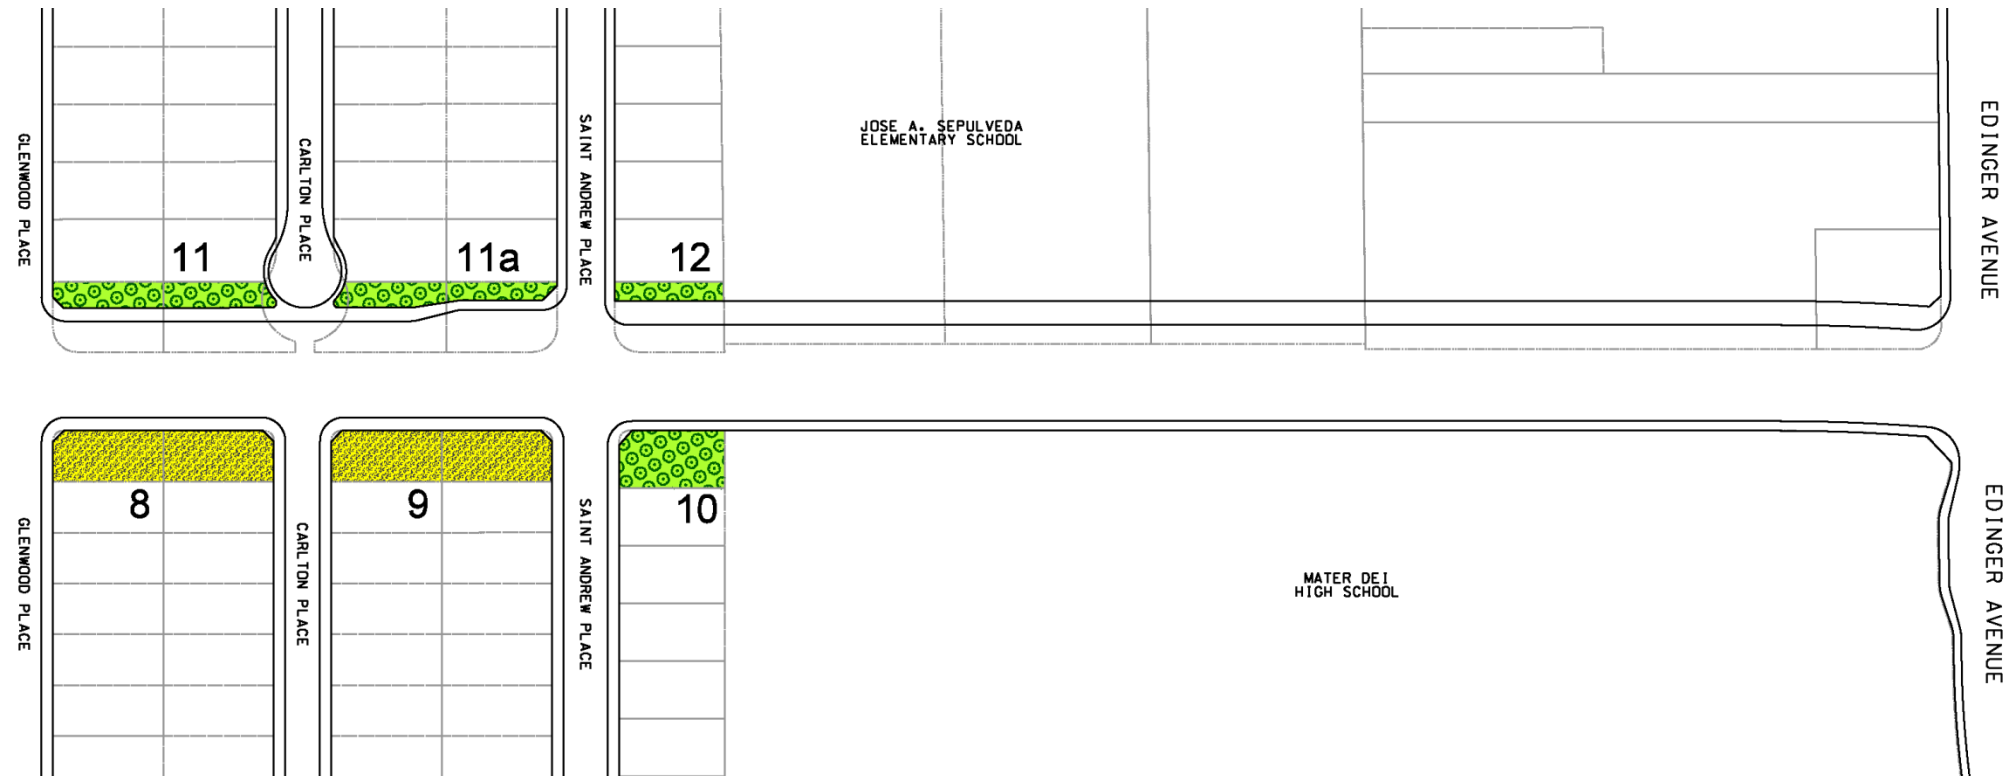 GLENWOOD PLACE
CARLTON PLACE
SAINT ANDREW PLACE
JOSE A. SEPULVEDA
ELEMENTARY SCHOOL
EDINGER AVENUE
11
11a
12
8
9
10
GLENWOOD PLACE
CARLTON PLACE
SAINT ANDREW PLACE
MATER DEI
HIGH SCHOOL
EDINGER AVENUE